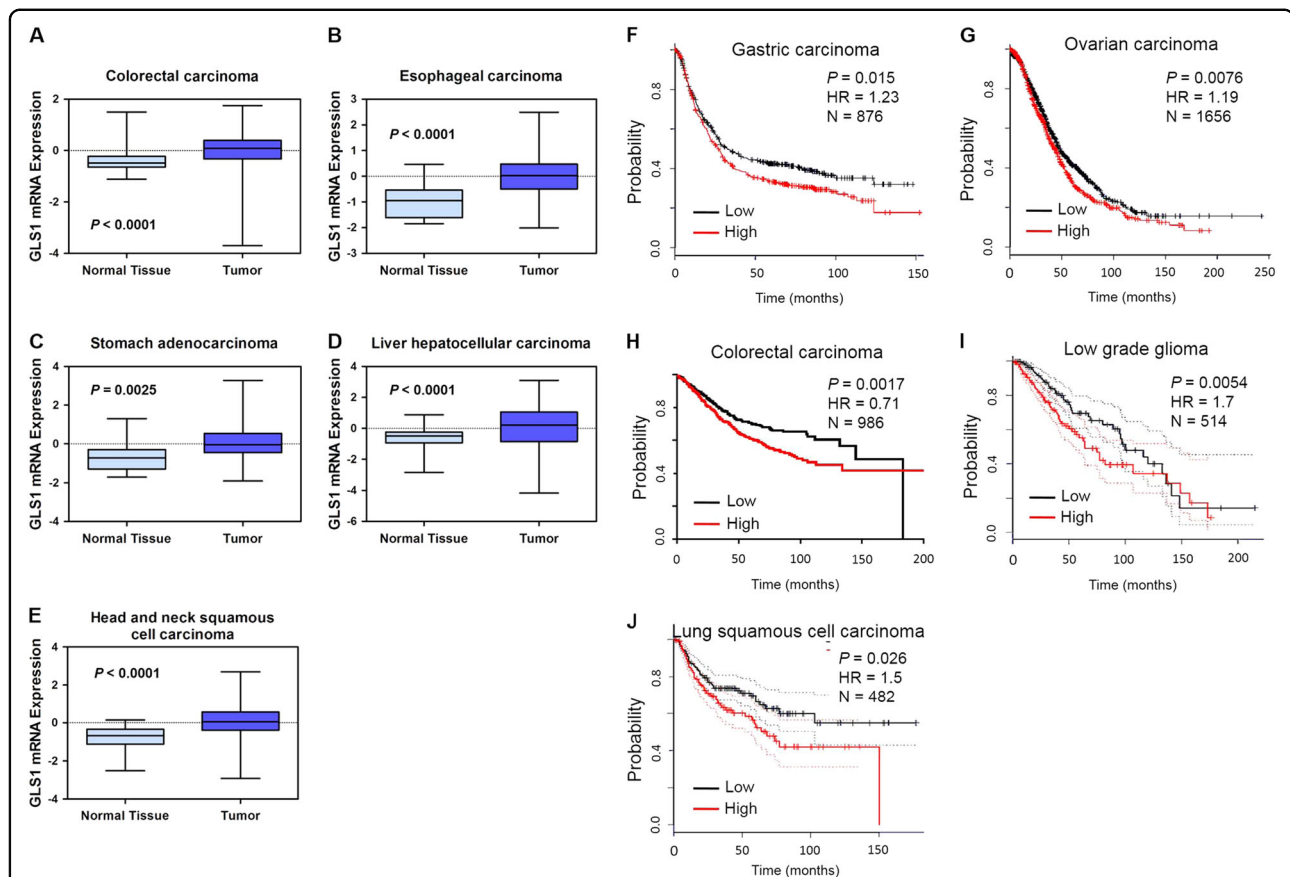 A
Colorectal carcinoma
GLS1 mRNA Expression
2
0
-2
-4
P < 0.0001
Normal Tissue
Tumor
B
Esophageal carcinoma
GLS1 mRNA Expression
3
2
1
0
-1
-2
-3
P < 0.0001
Normal Tissue
Tumor
C
Stomach adenocarcinoma
GLS1 mRNA Expression
4
2
0
-2
-4
P = 0.0025
Normal Tissue
Tumor
D
Liver hepatocellular carcinoma
GLS1 mRNA Expression
4
2
0
-2
-4
-6
P < 0.0001
Normal Tissue
Tumor
E
Head and neck squamous
cell carcinoma
GLS1 mRNA Expression
4
2
0
-2
-4
P < 0.0001
Normal Tissue
Tumor
F
Gastric carcinoma
P = 0.015
HR = 1.23
N = 876
Probability
0.8
0.4
0.0
Low
High
0
50
100
150
Time (months)
G
Ovarian carcinoma
P = 0.0076
HR = 1.19
N = 1656
Probability
0.8
0.4
0.0
Low
High
0
50
100
150
200
250
Time (months)
H
Colorectal carcinoma
P = 0.0017
HR = 0.71
N = 986
Probability
0.8
0.4
0.0
Low
High
0
50
100
150
200
Time (months)
I
Low grade glioma
P = 0.0054
HR = 1.7
N = 514
Probability
0.8
0.4
0.0
Low
High
0
50
100
150
200
Time (months)
J
Lung squamous cell carcinoma
P = 0.026
HR = 1.5
N = 482
Probability
0.8
0.4
0.0
Low
High
0
50
100
150
Time (months)